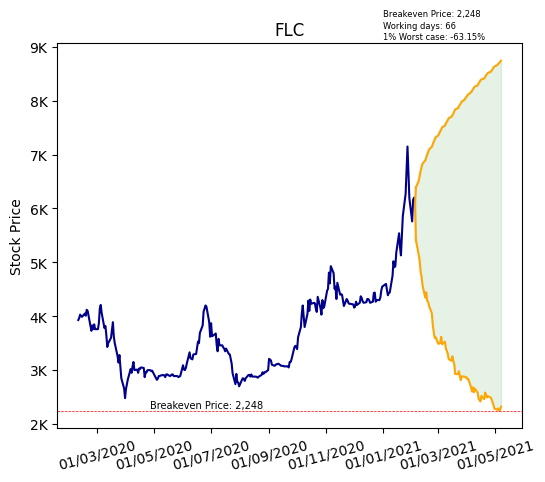 Breakeven Price: 2,248
Working days: 66
1% Worst case: -63.15%
FLC
Stock Price
9K
8K
7K
6K
5K
4K
3K
2K
Breakeven Price: 2,248
01/03/2020
01/05/2020
01/07/2020
01/09/2020
01/11/2020
01/01/2021
01/03/2021
01/05/2021